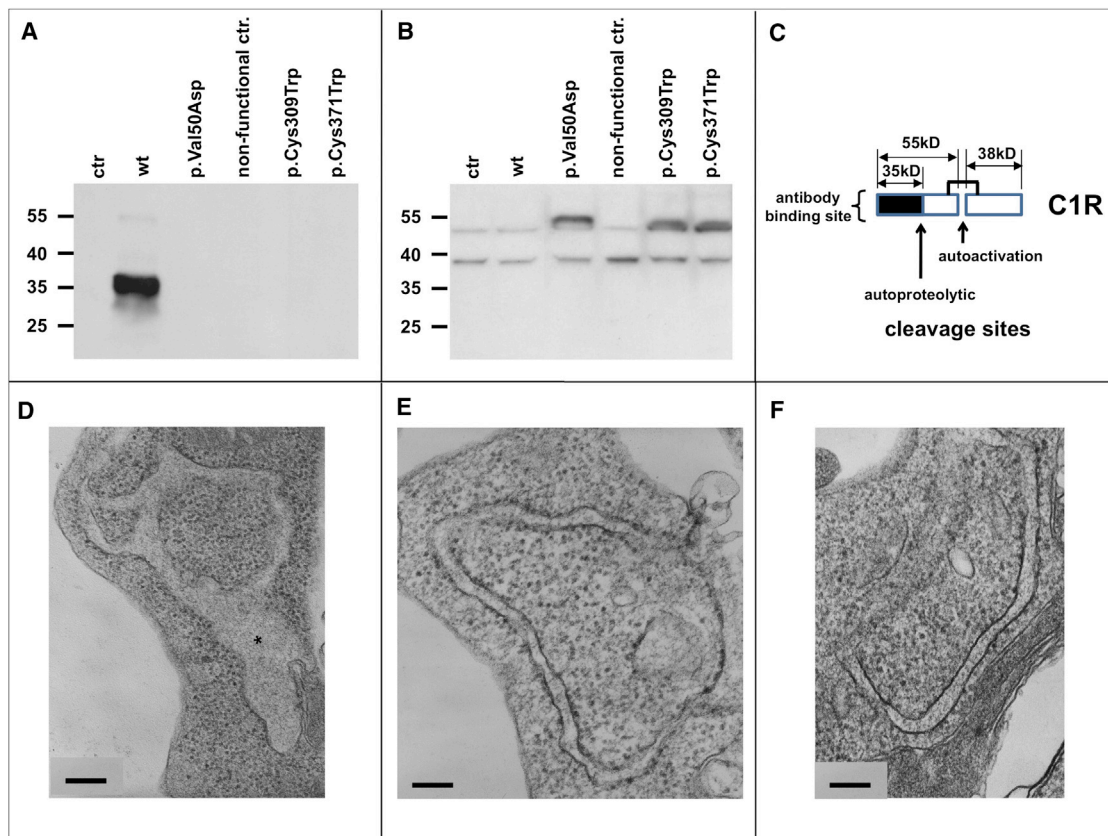 A
ctr
wt
p.Val50Asp
non-functional ctr.
p.Cys309Trp
p.Cys371Trp
55
40
35
25
B
ctr
wt
p.Val50Asp
non-functional ctr.
p.Cys309Trp
p.Cys371Trp
55
40
35
25
C
55kD
38kD
35kD
antibody
binding site
C1R
autoactivation
autoproteolytic
cleavage sites
D
*
E
F